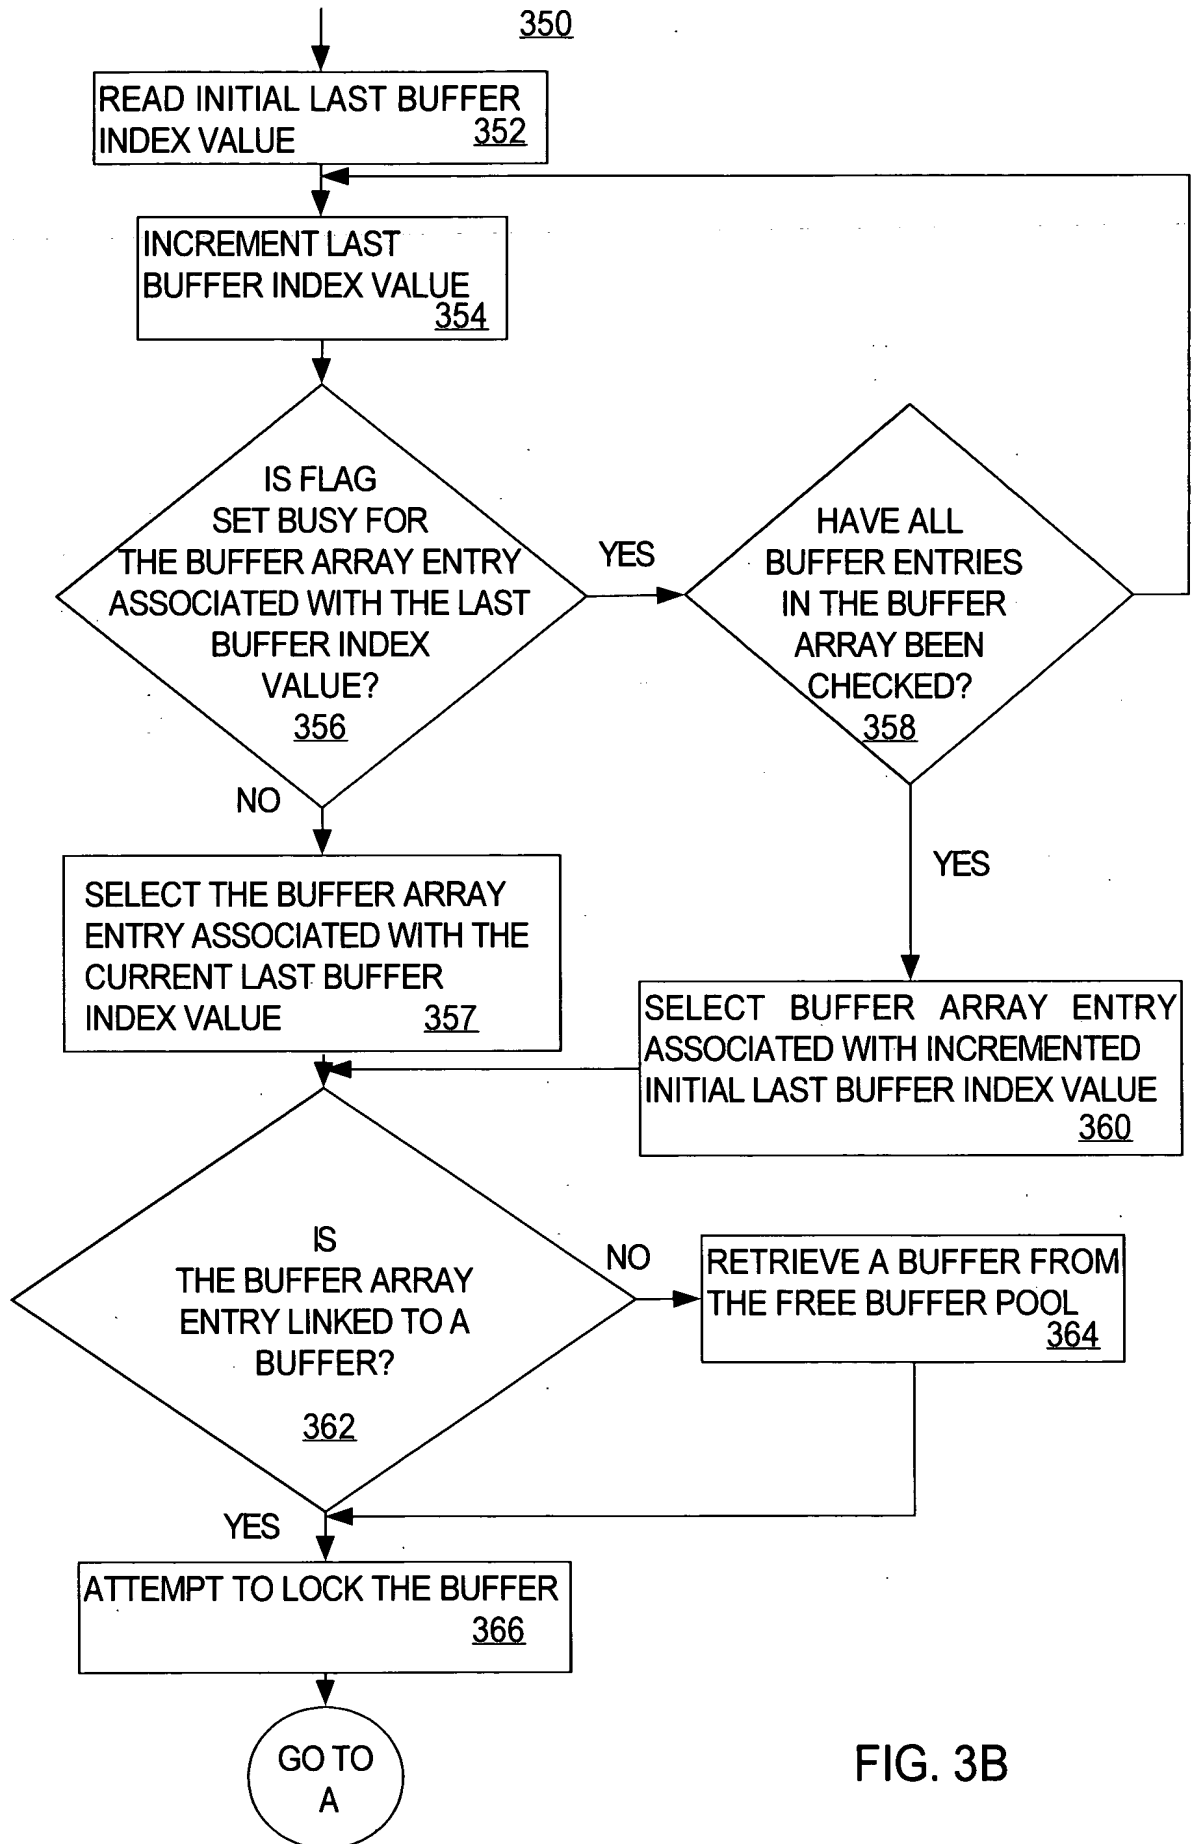 350
READ INITIAL LAST BUFFER
INDEX VALUE 352
INCREMENT LAST
BUFFER INDEX VALUE
354
IS FLAG
SET BUSY FOR
THE BUFFER ARRAY ENTRY
ASSOCIATED WITH THE LAST
BUFFER INDEX
VALUE?
356
YES
HAVE ALL
BUFFER ENTRIES
IN THE BUFFER
ARRAY BEEN
CHECKED?
358
NO
YES
SELECT THE BUFFER ARRAY
ENTRY ASSOCIATED WITH THE
CURRENT LAST BUFFER
INDEX VALUE 357
SELECT BUFFER ARRAY ENTRY
ASSOCIATED WITH INCREMENTED
INITIAL LAST BUFFER INDEX VALUE
360
IS
THE BUFFER ARRAY
ENTRY LINKED TO A
BUFFER?
362
NO
RETRIEVE A BUFFER FROM
THE FREE BUFFER POOL
364
YES
ATTEMPT TO LOCK THE BUFFER
366
GO TO
A
FIG. 3B